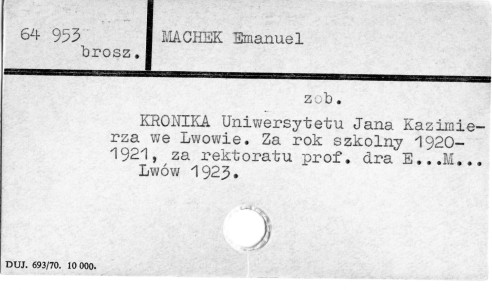 64 953
brosz.
MACHEK Emanuel
zob.
KRONIKA Uniwersytetu Jana Kazimie-
rza we Lwowie. Za rok szkolny 1920-
1921, za rektoratu prof. dra E...M...
Lwów 1923.
DUJ. 693/70. 10 000.